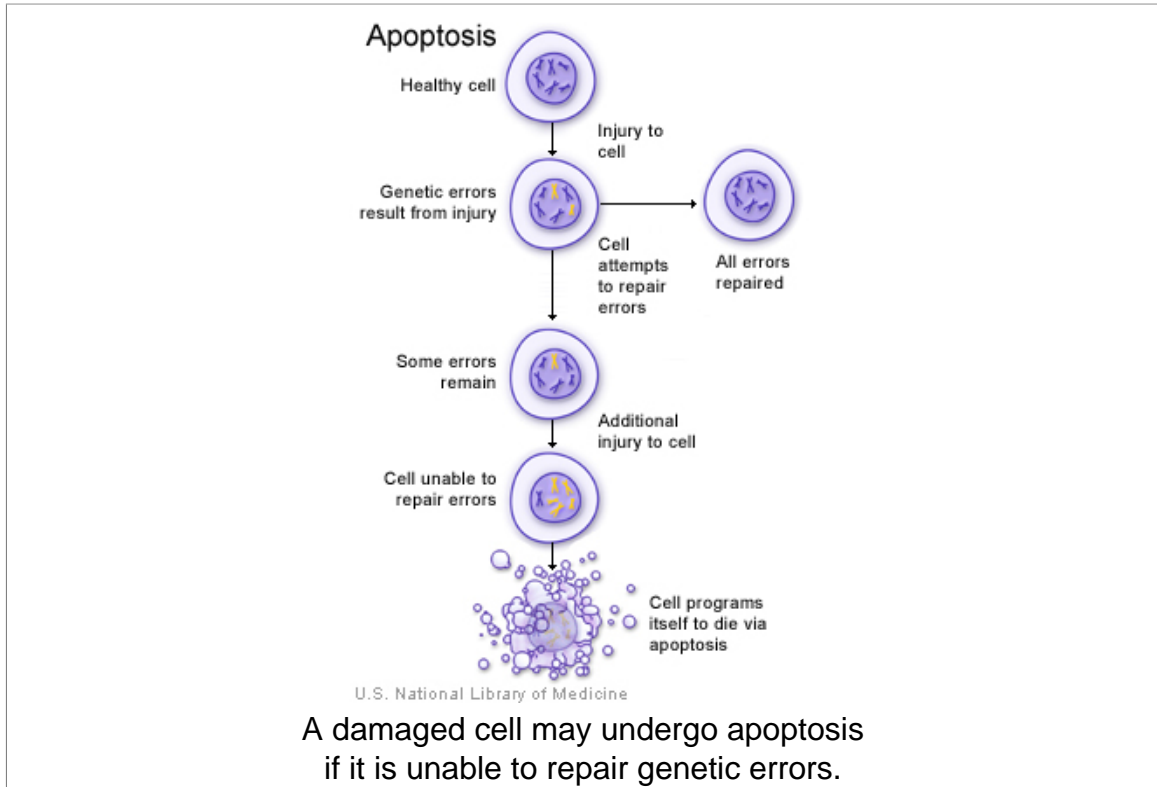 Apoptosis
Healthy cell
Injury to
cell
Genetic errors
result from injury
Cell
attempts
to repair
errors
All errors
repaired
Some errors
remain
Additional
injury to cell
Cell unable to
repair errors
Cell programs
itself to die via
apoptosis
U.S. National Library of Medicine
A damaged cell may undergo apoptosis
if it is unable to repair genetic errors.